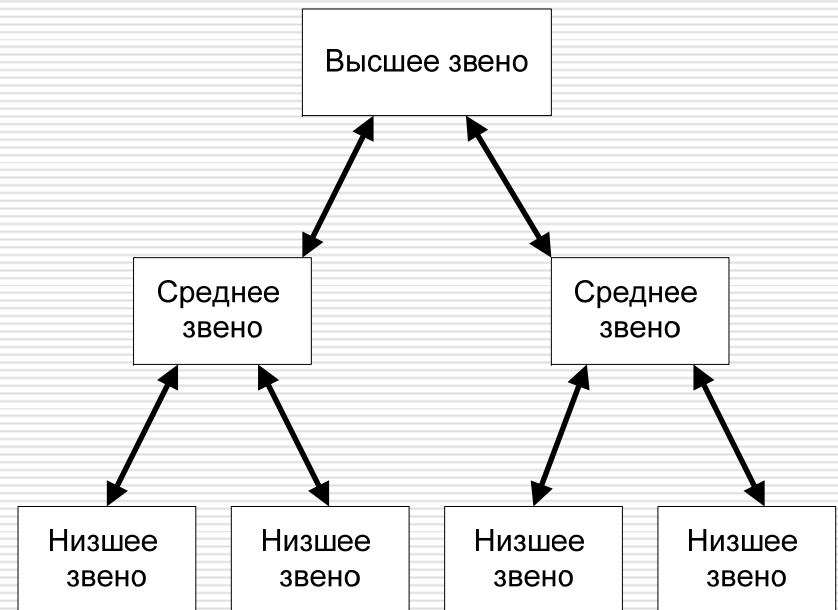 Высшее звено
Среднее
звено
Среднее
звено
Низшее
звено
Низшее
звено
Низшее
звено
Низшее
звено